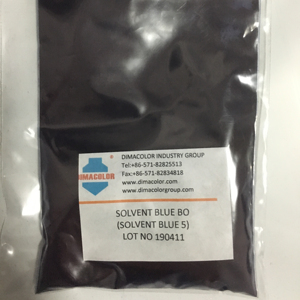 DIMACOLOR INDUSTRY GROUP
Tel:+86-571-82825513
Fax:+86-571-82834818
www.dimacolor.com
www.dimacolorgroup.com
DIMACOLOR
SOLVENT BLUE BO
(SOLVENT BLUE 5)
LOT NO 190411